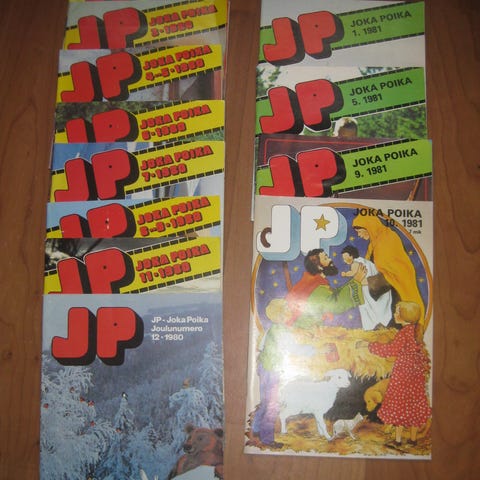 JP
JOKA POIKA
3 · 1980
JP
JOKA POIKA
4-5 · 1980
JP
JOKA POIKA
6 · 1980
JP
JOKA POIKA
7 · 1980
JP
JOKA POIKA
8-9 · 1980
JP
JOKA POIKA
11 · 1980
JP
JP - Joka Poika
Joulunumero
12 · 1980
JP
JOKA POIKA
1. 1981
JP
JOKA POIKA
5. 1981
JP
JOKA POIKA
9. 1981
JP
JOKA POIKA
10. 1981